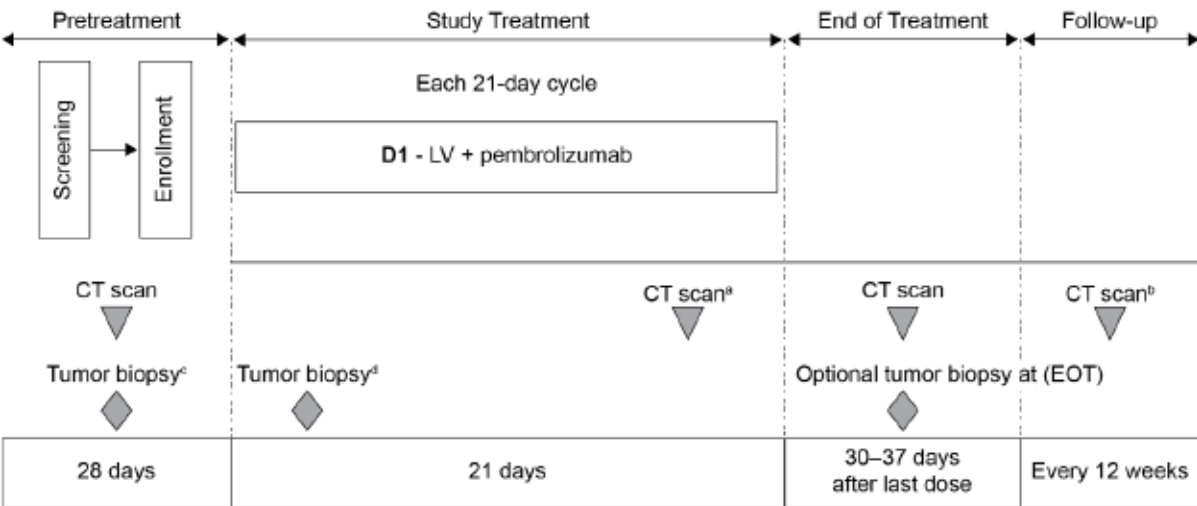 Pretreatment
Study Treatment
End of Treatment
Follow-up
Screening
Enrollment
Each 21-day cycle
D1 - LV + pembrolizumab
CT scan
CT scanᵃ
CT scan
CT scanᵇ
Tumor biopsyᶜ
Tumor biopsyᵈ
Optional tumor biopsy at (EOT)
28 days
21 days
30–37 days
after last dose
Every 12 weeks